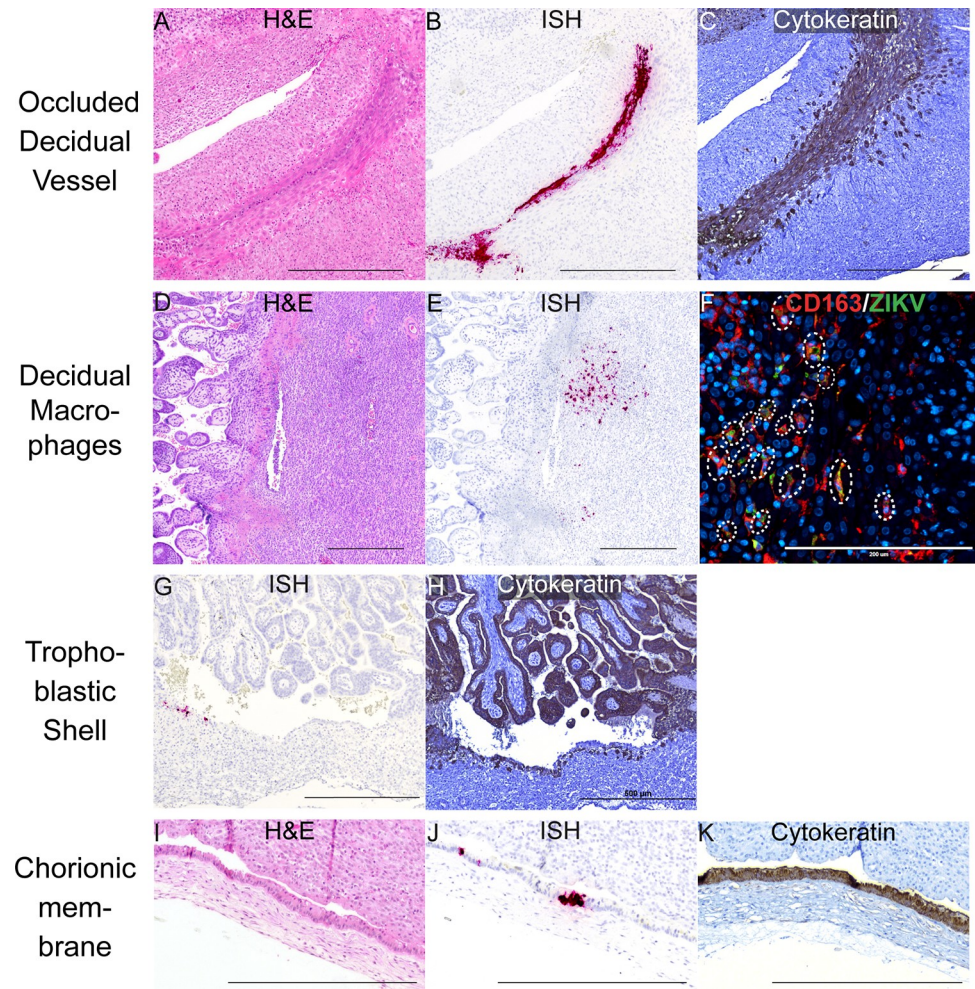 A H&E
B ISH
C Cytokeratin
Occluded
Decidual
Vessel
D H&E
E ISH
F CD163/ZIKV
Decidual
Macro-
phages
200 um
G ISH
H Cytokeratin
Tropho-
blastic
Shell
500 µm
I H&E
J ISH
K Cytokeratin
Chorionic
mem-
brane